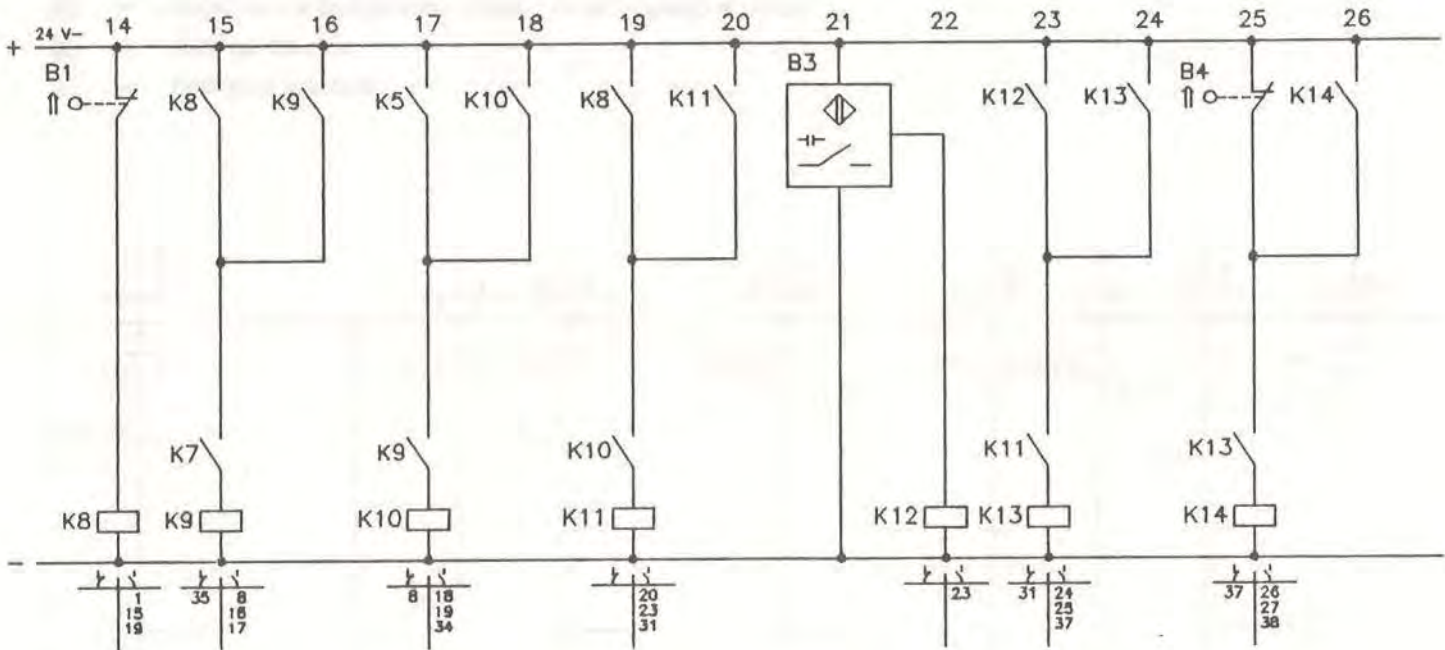 14 15 16 17 18 19 20 21 22 23 24 25 26
+ 24 V–
B1 K8 K9 K5 K10 K8 K11 B3 K12 K13 B4 K14
K7 K9 K10 K11 K13
K8 K9 K10 K11 K12 K13 K14
–
1 35 8 6 18 20 23 31 24 37 26
15 16 19 23 25 27
19 17 34 31 37 38